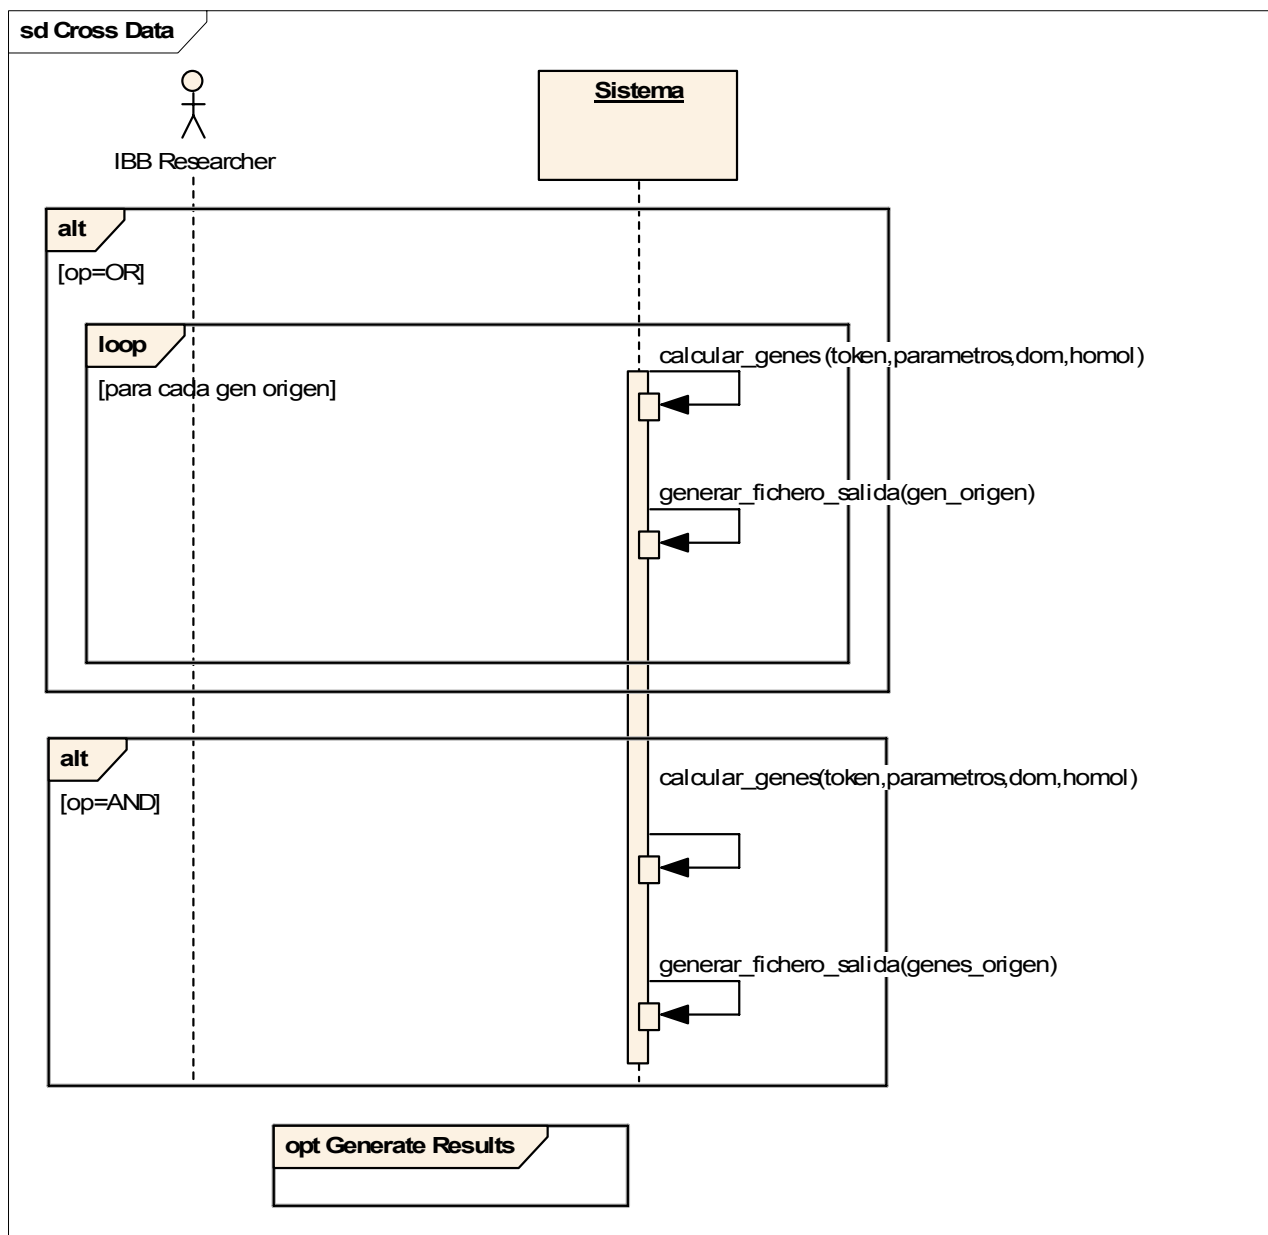 sd Cross Data
Sistema
IBB Researcher
alt
[op=OR]
loop
calcular_genes (token,parametros,dom,homol)
[para cada gen origen]
generar_fichero_salida(gen_origen)
alt
calcular_genes(token,parametros,dom,homol)
[op=AND]
generar_fichero_salida(genes_origen)
opt Generate Results